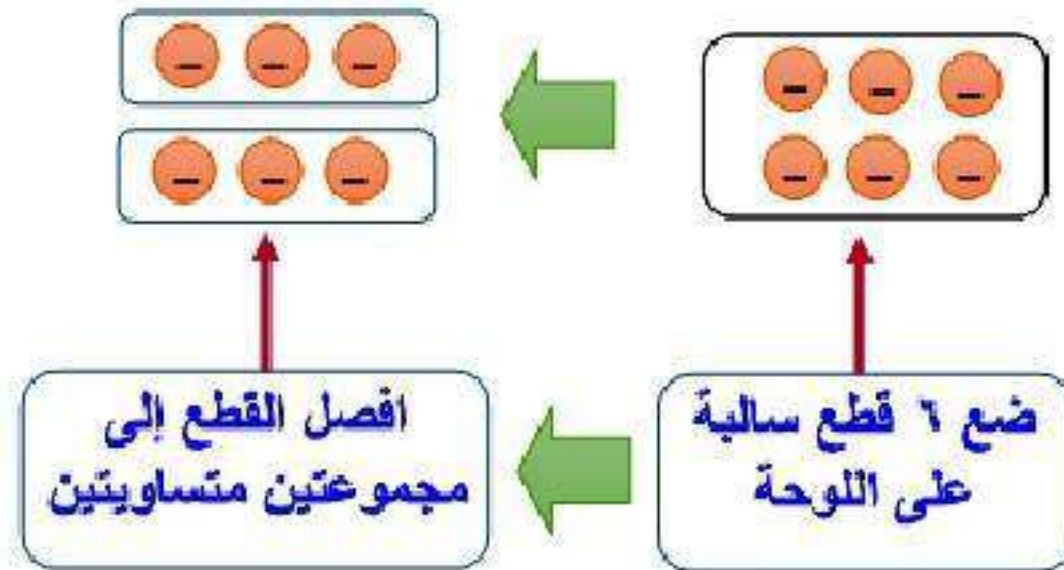 ضع ٦ قطع سالبة
على اللوحة
افصل القطع إلى
مجموعتين متساويتين